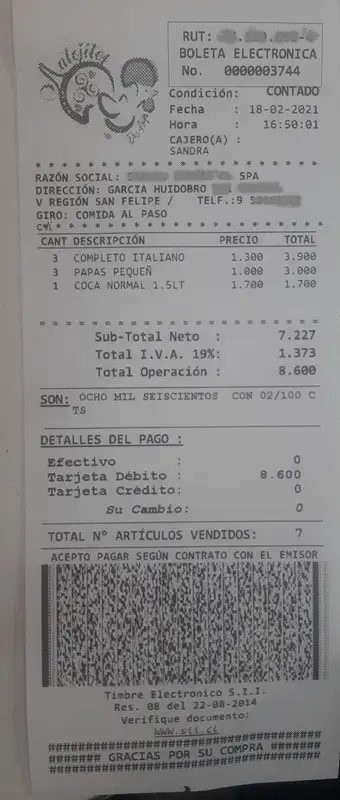 RUT:
BOLETA ELECTRONICA
No. 0000003744
Condición: CONTADO
Fecha : 18-02-2021
Hora : 16:50:01
CAJERO(A) :
SANDRA
* * * * * * * * * * * * * * * * * * * * * *
RAZÓN SOCIAL: SPA
DIRECCIÓN: GARCIA HUIDOBRO
V REGIÓN SAN FELIPE / TELF.:9
GIRO: COMIDA AL PASO
CANT DESCRIPCIÓN PRECIO TOTAL
3 COMPLETO ITALIANO 1.300 3.900
3 PAPAS PEQUEÑ 1.000 3.000
1 COCA NORMAL 1.5LT 1.700 1.700
Sub-Total Neto : 7.227
Total I.V.A. 19%: 1.373
Total Operación : 8.600
SON: OCHO MIL SEISCIENTOS CON 02/100 C
TS
DETALLES DEL PAGO :
Efectivo : 0
Tarjeta Débito : 8.600
Tarjeta Crédito: 0
Su Cambio: 0
TOTAL N° ARTÍCULOS VENDIDOS: 7
ACEPTO PAGAR SEGÚN CONTRATO CON EL EMISOR
Timbre Electronico S.I.I.
Res. 08 del 22-08-2014
Verifique documento:
www.sii.cl
####### GRACIAS POR SU COMPRA #######